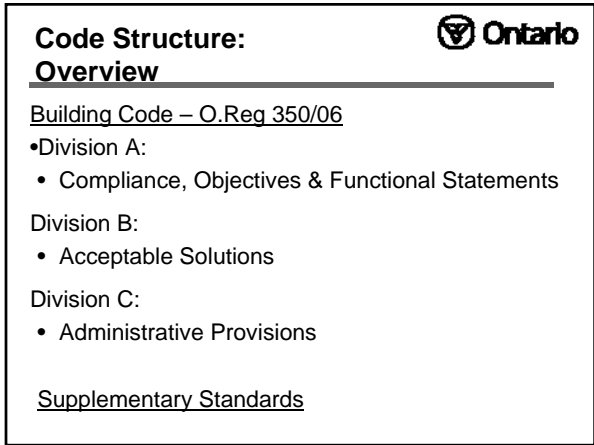 Code Structure:
Overview
Ontario
Building Code – O.Reg 350/06
•Division A:
• Compliance, Objectives & Functional Statements
Division B:
• Acceptable Solutions
Division C:
• Administrative Provisions
Supplementary Standards